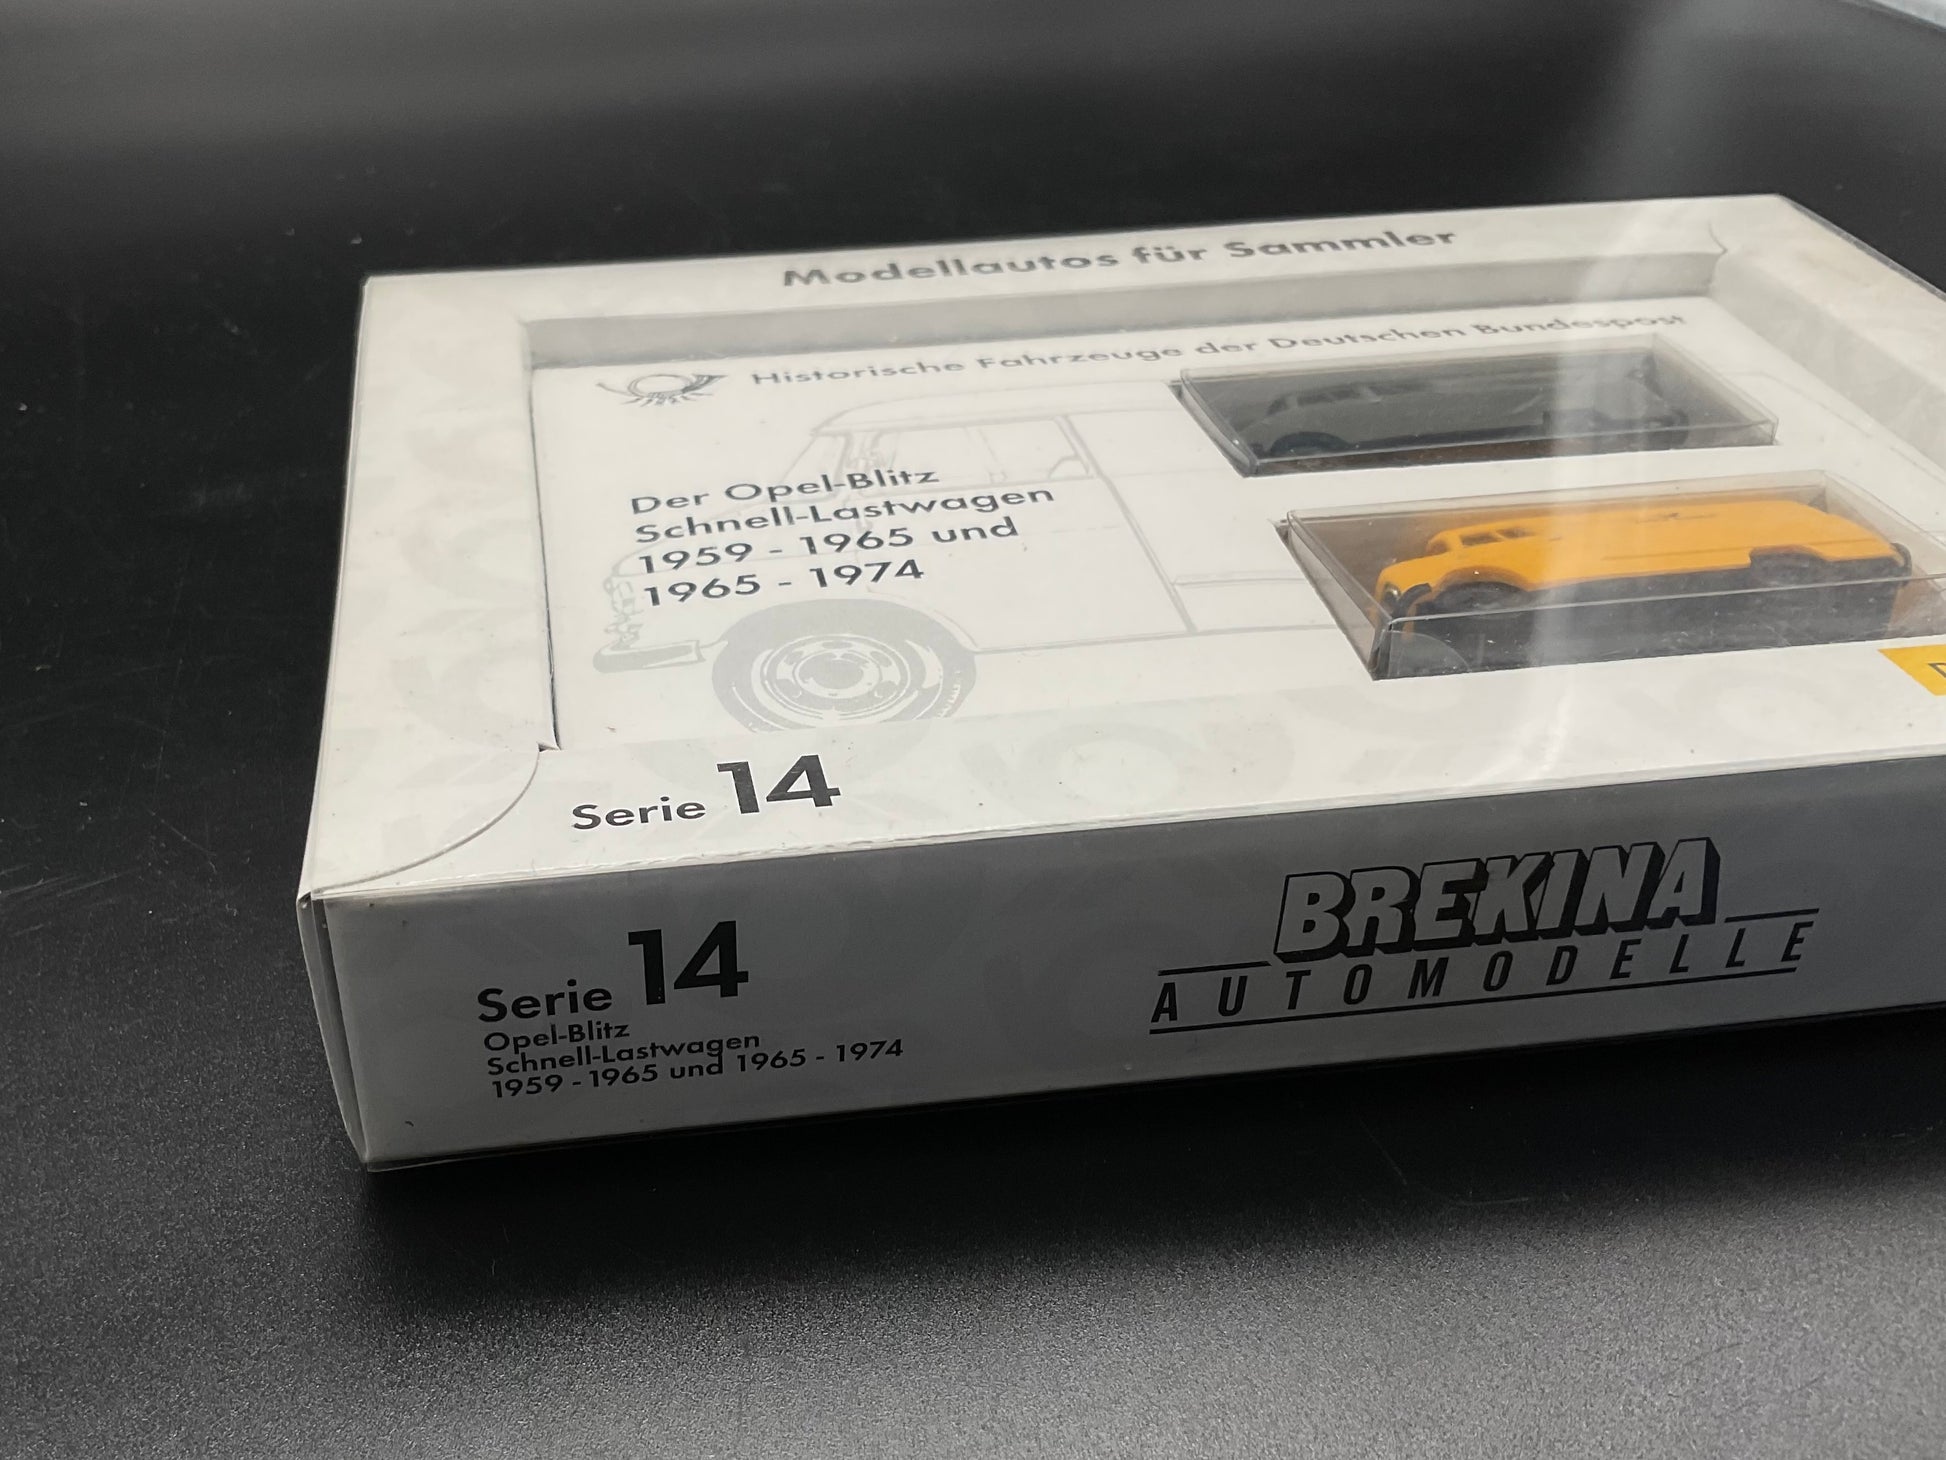 Modellautos für Sammler
Historische Fahrzeuge der Deutschen Bundespost
Der Opel-Blitz
Schnell-Lastwagen
1959 - 1965 und
1965 - 1974
Serie 14
Serie 14
Opel-Blitz
Schnell-Lastwagen
1959 - 1965 und 1965 - 1974
BREKINA
AUTOMODELLE